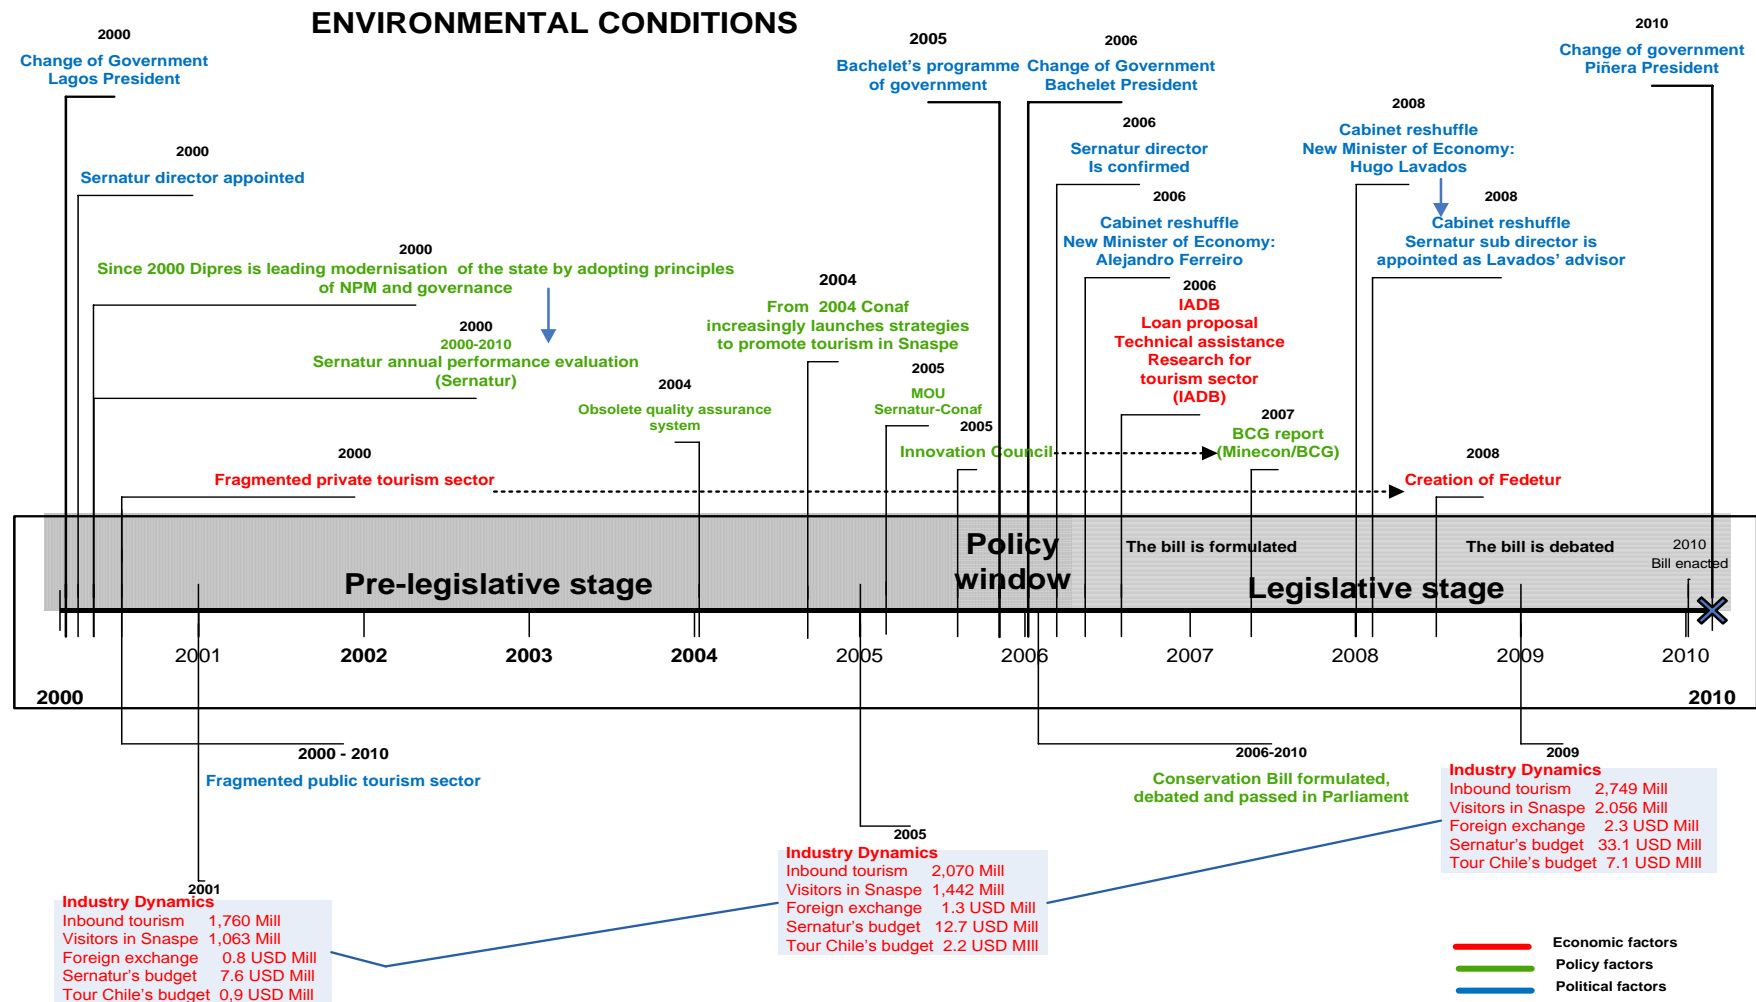 ENVIRONMENTAL CONDITIONS
2000
Change of Government
Lagos President
2005
Bachelet's programme
of government
2006
Change of Government
Bachelet President
2010
Change of government
Piñera President
2000
Sernatur director appointed
2006
Sernatur director
Is confirmed
2008
Cabinet reshuffle
New Minister of Economy:
Hugo Lavados
2000
Since 2000 Dipres is leading modernisation of the state by adopting principles
of NPM and governance
2006
Cabinet reshuffle
New Minister of Economy:
Alejandro Ferreiro
2008
Cabinet reshuffle
Sernatur sub director is
appointed as Lavados' advisor
2000
2000-2010
Sernatur annual performance evaluation
(Sernatur)
2004
From 2004 Conaf
increasingly launches strategies
to promote tourism in Snaspe
2006
IADB
Loan proposal
Technical assistance
Research for
tourism sector
(IADB)
2004
Obsolete quality assurance
system
2005
MOU
Sernatur-Conaf
2005
Innovation Council
2007
BCG report
(Minecon/BCG)
2000
Fragmented private tourism sector
2008
Creation of Fedetur
Pre-legislative stage
Policy
window
The bill is formulated
Legislative stage
The bill is debated
2010
Bill enacted
2001
2002
2003
2004
2005
2006
2007
2008
2009
2010
2000
2010
2000 - 2010
Fragmented public tourism sector
2006-2010
Conservation Bill formulated,
debated and passed in Parliament
2009
Industry Dynamics
Inbound tourism 2,749 Mill
Visitors in Snaspe 2.056 Mill
Foreign exchange 2.3 USD Mill
Sernatur's budget 33.1 USD Mill
Tour Chile's budget 7.1 USD MIll
2005
Industry Dynamics
Inbound tourism 2,070 Mill
Visitors in Snaspe 1,442 Mill
Foreign exchange 1.3 USD Mill
Sernatur's budget 12.7 USD Mill
Tour Chile's budget 2.2 USD MIll
2001
Industry Dynamics
Inbound tourism 1,760 Mill
Visitors in Snaspe 1,063 Mill
Foreign exchange 0.8 USD Mill
Sernatur's budget 7.6 USD Mill
Tour Chile's budget 0,9 USD Mill
Economic factors
Policy factors
Political factors